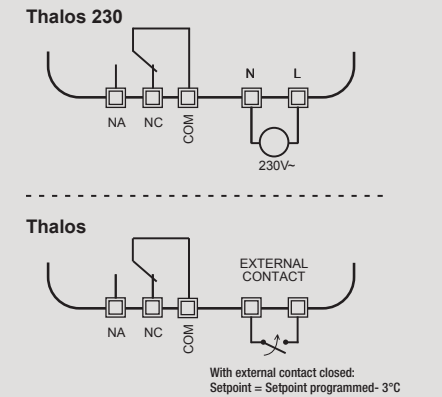 Thalos 230
N L
NA NC COM
230V~
Thalos
EXTERNAL
CONTACT
NA NC COM
With external contact closed:
Setpoint = Setpoint programmed- 3°C